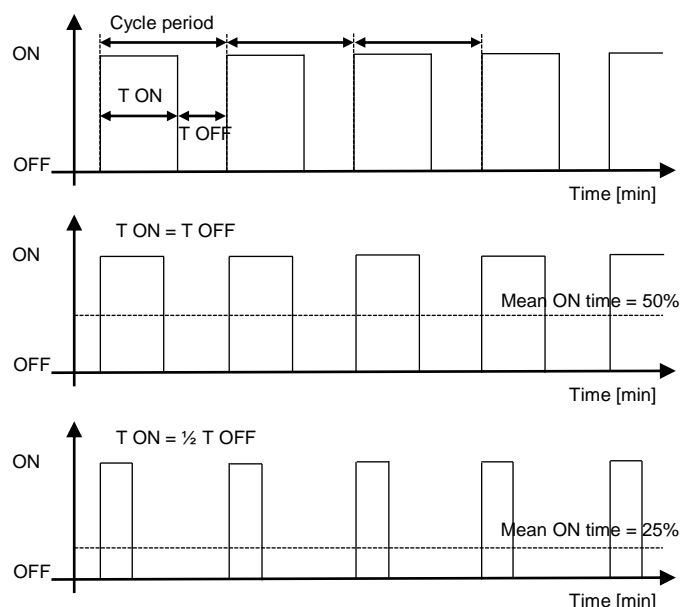 Cycle period
ON
T ON
T OFF
OFF
Time [min]
T ON = T OFF
ON
Mean ON time = 50%
OFF
Time [min]
T ON = ½ T OFF
ON
Mean ON time = 25%
OFF
Time [min]